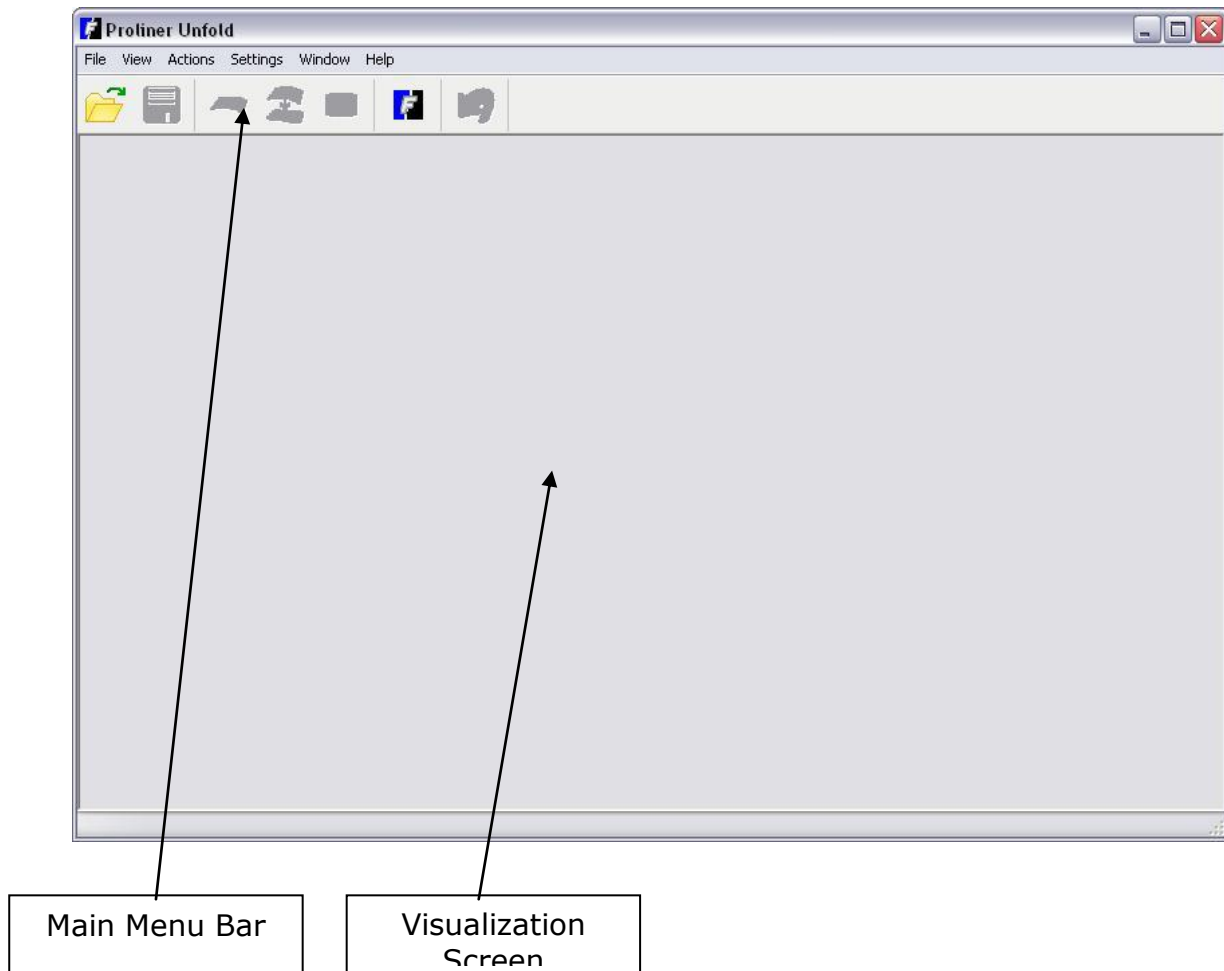 Proliner Unfold
File View Actions Settings Window Help
Main Menu Bar
Visualization
Screen